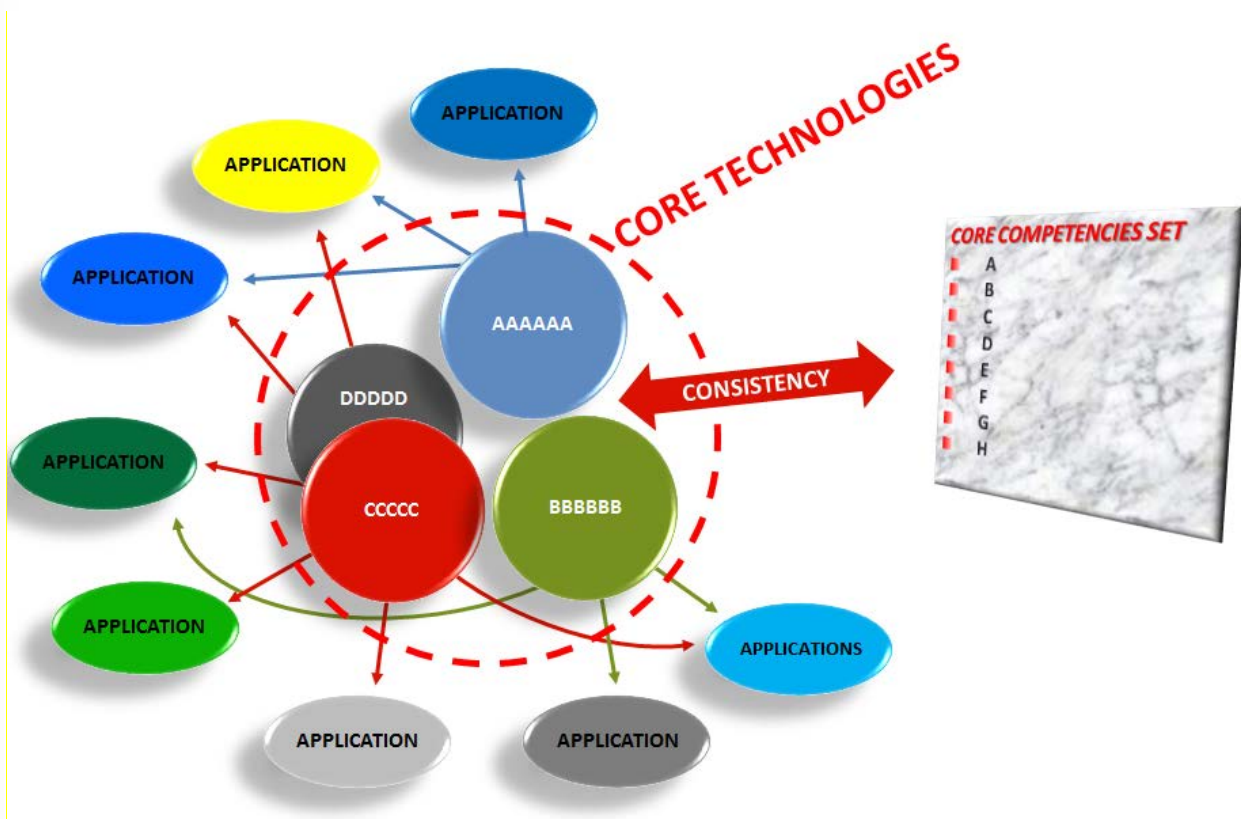 APPLICATION
APPLICATION
CORE TECHNOLOGIES
APPLICATION
CORE COMPETENCIES SET
A
B
C
D
E
F
G
H
AAAAAA
CONSISTENCY
DDDDD
APPLICATION
CCCCC
BBBBBB
APPLICATION
APPLICATIONS
APPLICATION
APPLICATION